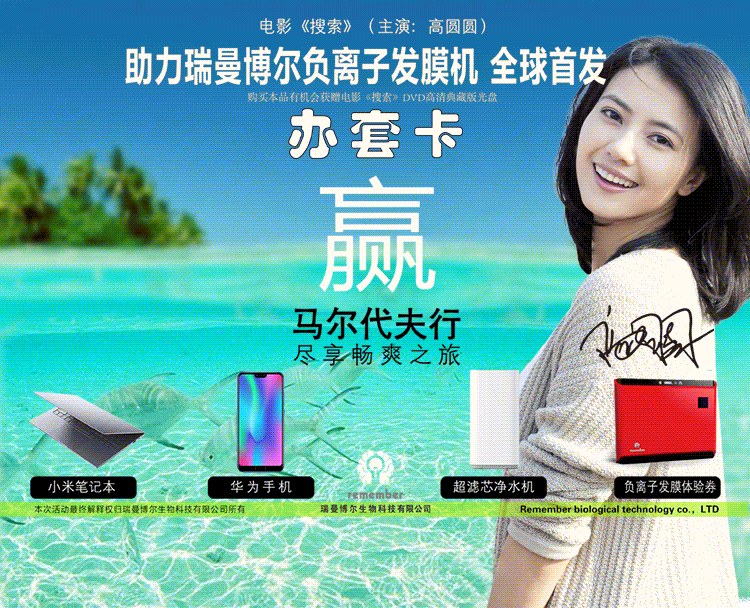 电影《搜索》（主演：高圆圆）
助力瑞曼博尔负离子发膜机 全球首发
购买本品有机会获赠电影《搜索》DVD高清典藏版光盘
办套卡
赢
马尔代夫行
尽享畅爽之旅
小米笔记本
华为手机
超滤芯净水机
负离子发膜体验券
remember
本次活动最终解释权归瑞曼博尔生物科技有限公司所有
瑞曼博尔生物科技有限公司
Remember biological technology co.，LTD